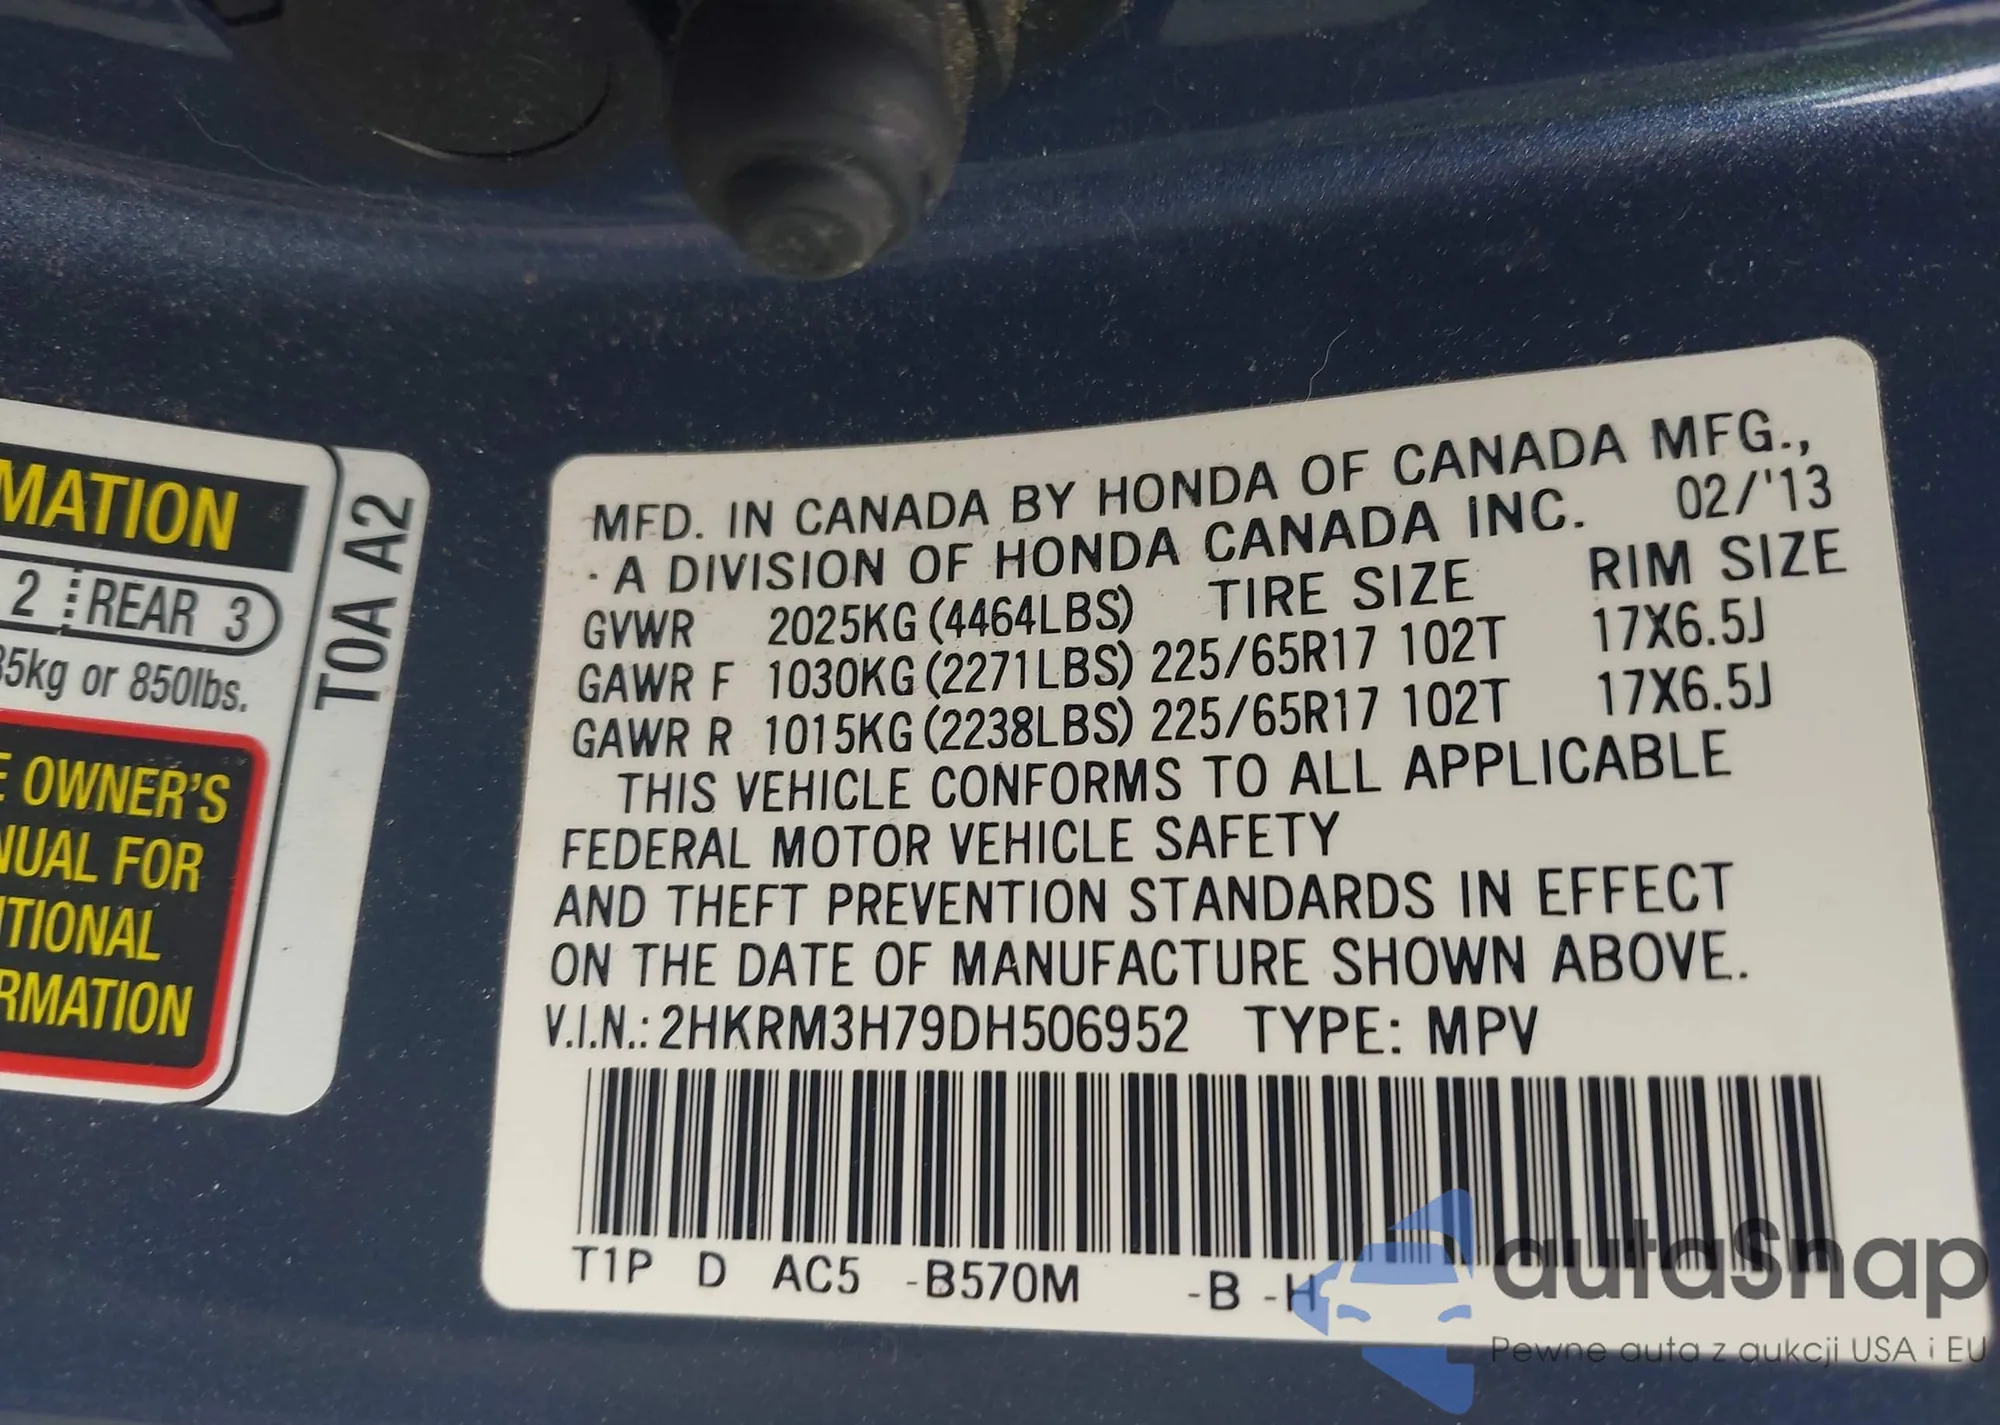 MATION
2 REAR 3
35kg or 850lbs.
OWNER'S
NUAL FOR
ITIONAL
RMATION
T0A A2
MFD. IN CANADA BY HONDA OF CANADA MFG.,
A DIVISION OF HONDA CANADA INC. 02/'13
GVWR 2025KG (4464LBS) TIRE SIZE RIM SIZE
GAWR F 1030KG (2271LBS) 225/65R17 102T 17X6.5J
GAWR R 1015KG (2238LBS) 225/65R17 102T 17X6.5J
THIS VEHICLE CONFORMS TO ALL APPLICABLE
FEDERAL MOTOR VEHICLE SAFETY
AND THEFT PREVENTION STANDARDS IN EFFECT
ON THE DATE OF MANUFACTURE SHOWN ABOVE.
V.I.N.: 2HKRM3H79DH506952 TYPE: MPV
T1P D AC5 -B570M -B -H
autaSnap
Pewne auta z aukcji USA i EU